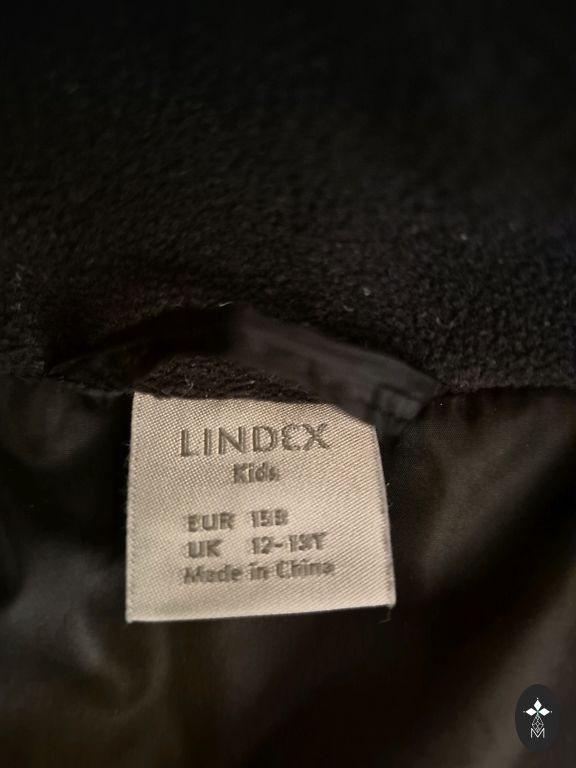 LINDEX
Kids
EUR 158
UK 12-13Y
Made in China
M